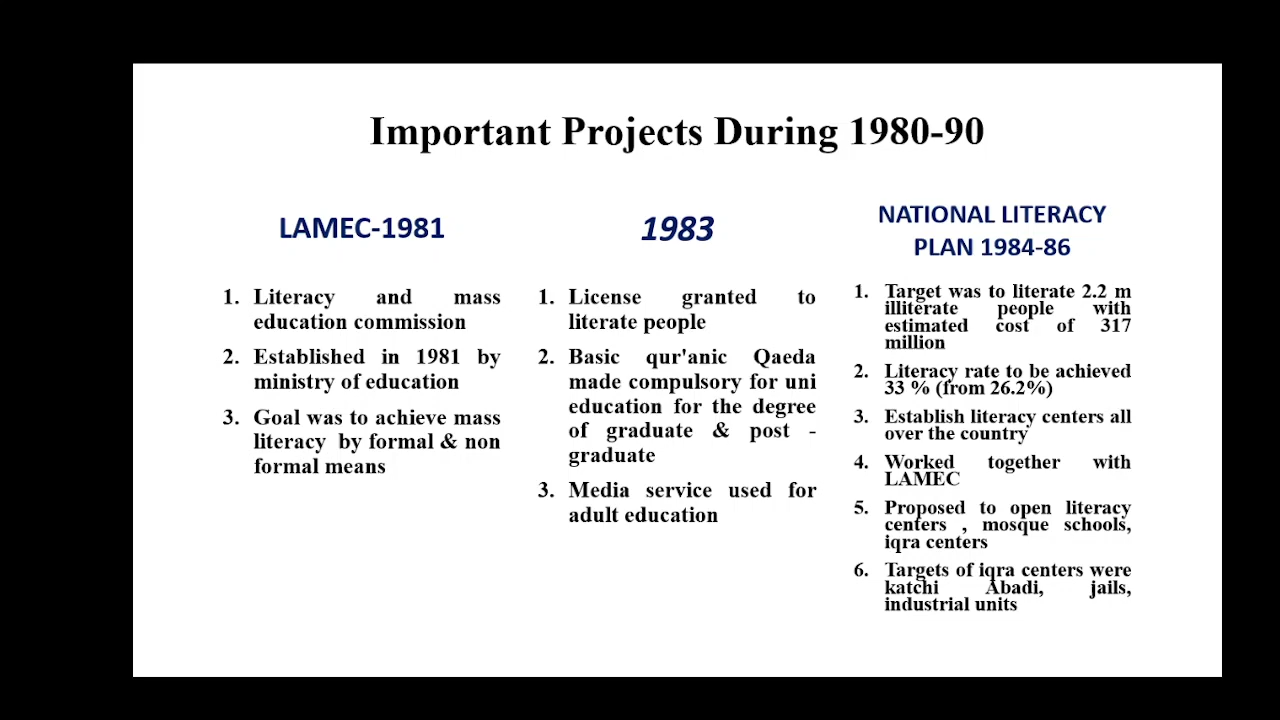 Important Projects During 1980-90
LAMEC-1981
1. Literacy and mass
education commission
2. Established in 1981 by
ministry of education
3. Goal was to achieve mass
literacy by formal & non
formal means
1983
1. License granted to
literate people
2. Basic qur'anic Qaeda
made compulsory for uni
education for the degree
of graduate & post -
graduate
3. Media service used for
adult education
NATIONAL LITERACY
PLAN 1984-86
1. Target was to literate 2.2 m
illiterate people with
estimated cost of 317
million
2. Literacy rate to be achieved
33 % (from 26.2%)
3. Establish literacy centers all
over the country
4. Worked together with
LAMEC
5. Proposed to open literacy
centers , mosque schools,
iqra centers
6. Targets of iqra centers were
katchi Abadi, jails,
industrial units